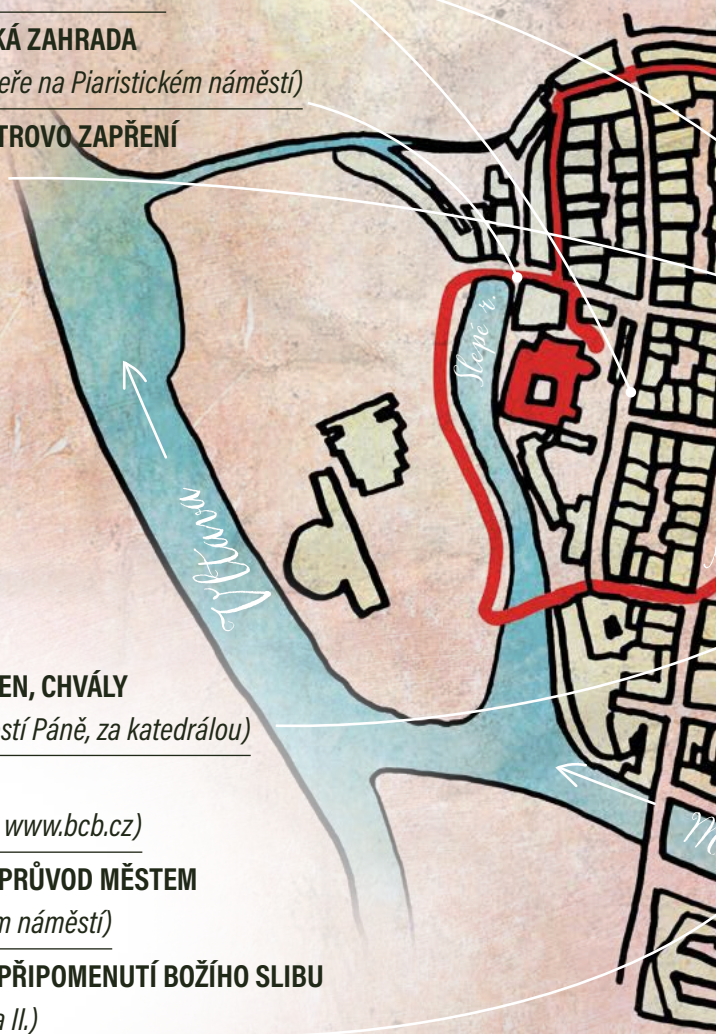 KÁ ZAHRADA
eře na Piaristickém náměstí)
TROVO ZAPŘENÍ
Slepé r.
Vltava
EN, CHVÁLY
stí Páně, za katedrálou)
www.bcb.cz)
M
PRŮVOD MĚSTEM
m náměstí)
PŘIPOMENUTÍ BOŽÍHO SLIBU
a II.)